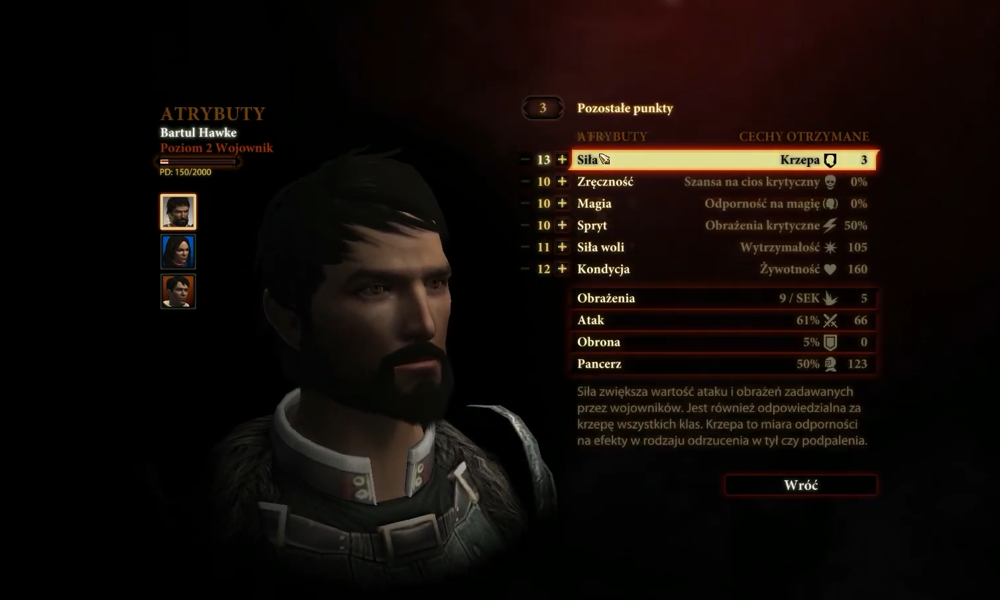 ATRYBUTY
Bartul Hawke
Poziom 2 Wojownik
PD: 150/2000
3 Pozostałe punkty
ATRYBUTY CECHY OTRZYMANE
13 + Siła Krzepa 3
10 + Zręczność Szansa na cios krytyczny 0%
10 + Magia Odporność na magię 0%
10 + Spryt Obrażenia krytyczne 50%
11 + Siła woli Wytrzymałość 105
12 + Kondycja Żywotność 160
Obrażenia 9 / SEK 5
Atak 61% 66
Obrona 5% 0
Pancerz 50% 123
Siła zwiększa wartość ataku i obrażeń zadawanych
przez wojowników. Jest również odpowiedzialna za
krzepę wszystkich klas. Krzepa to miara odporności
na efekty w rodzaju odrzucenia w tył czy podpalenia.
Wróć